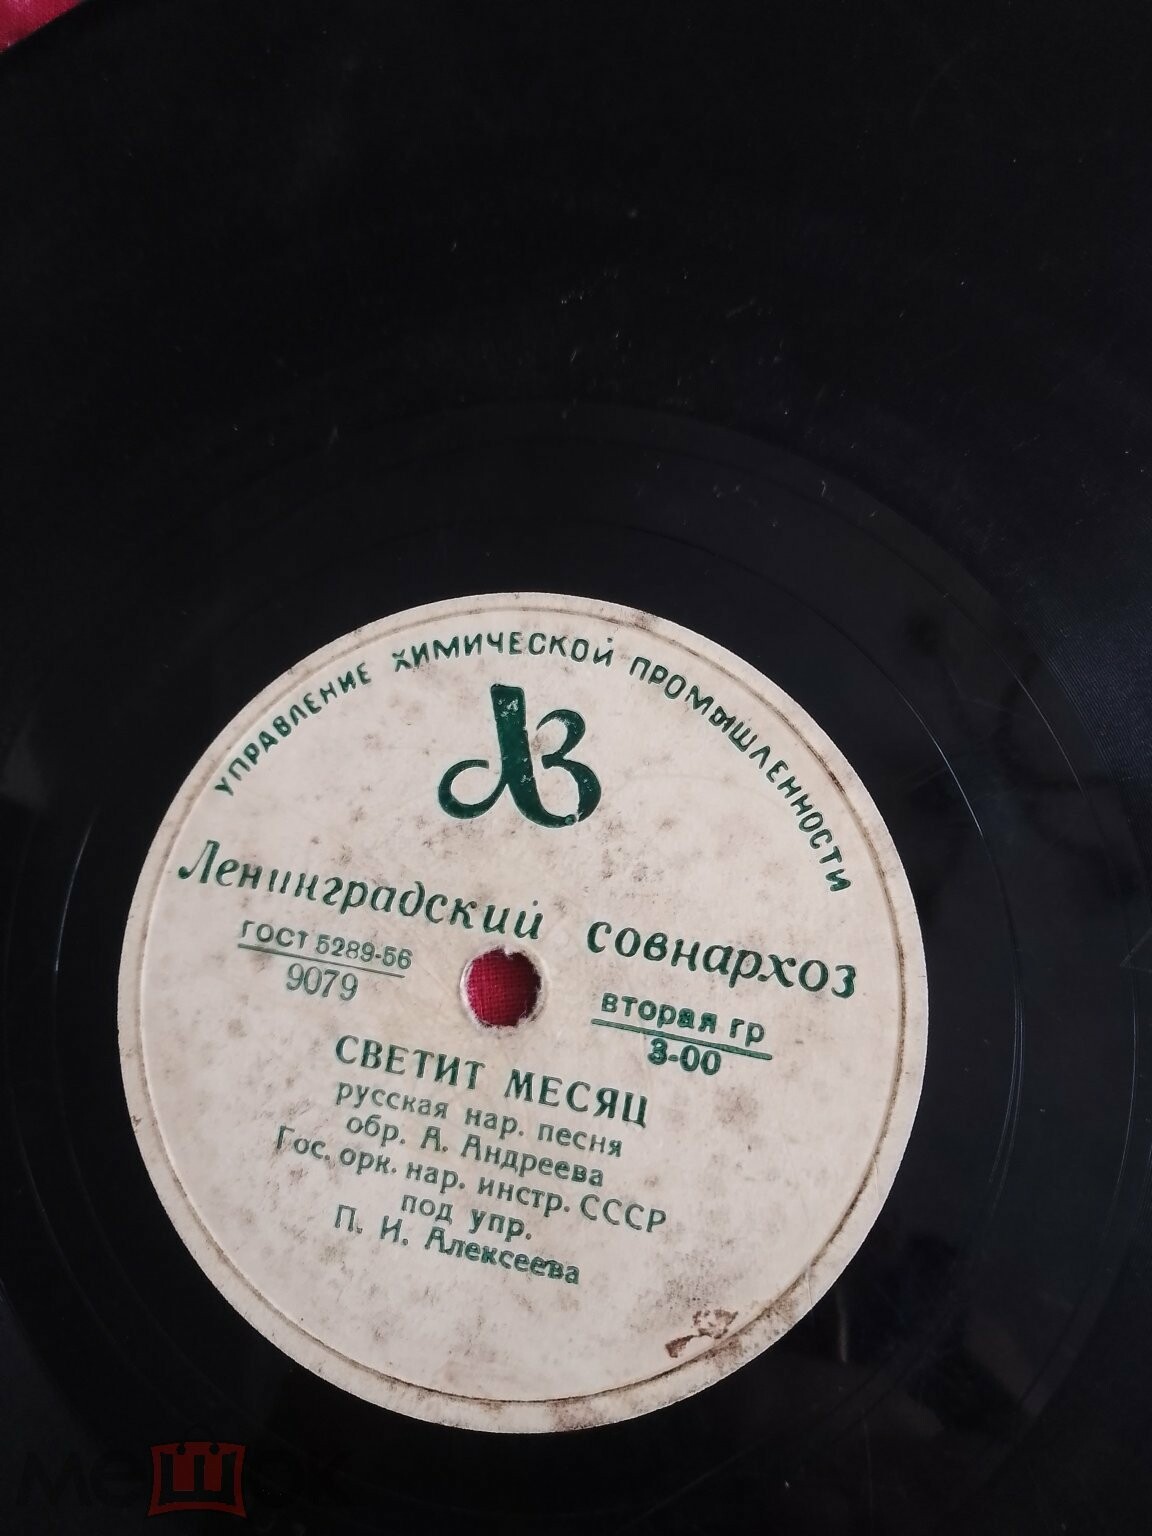 УПРАВЛЕНИЕ ХИМИЧЕСКОЙ ПРОМЫШЛЕННОСТИ
ЛЗ
Ленинградский совнархоз
ГОСТ 5289-56
9079
вторая гр
3-00
СВЕТИТ МЕСЯЦ
русская нар. песня
обр. А. Андреева
Гос. орк. нар. инстр. СССР
под упр.
П. И. Алексеева
мешок